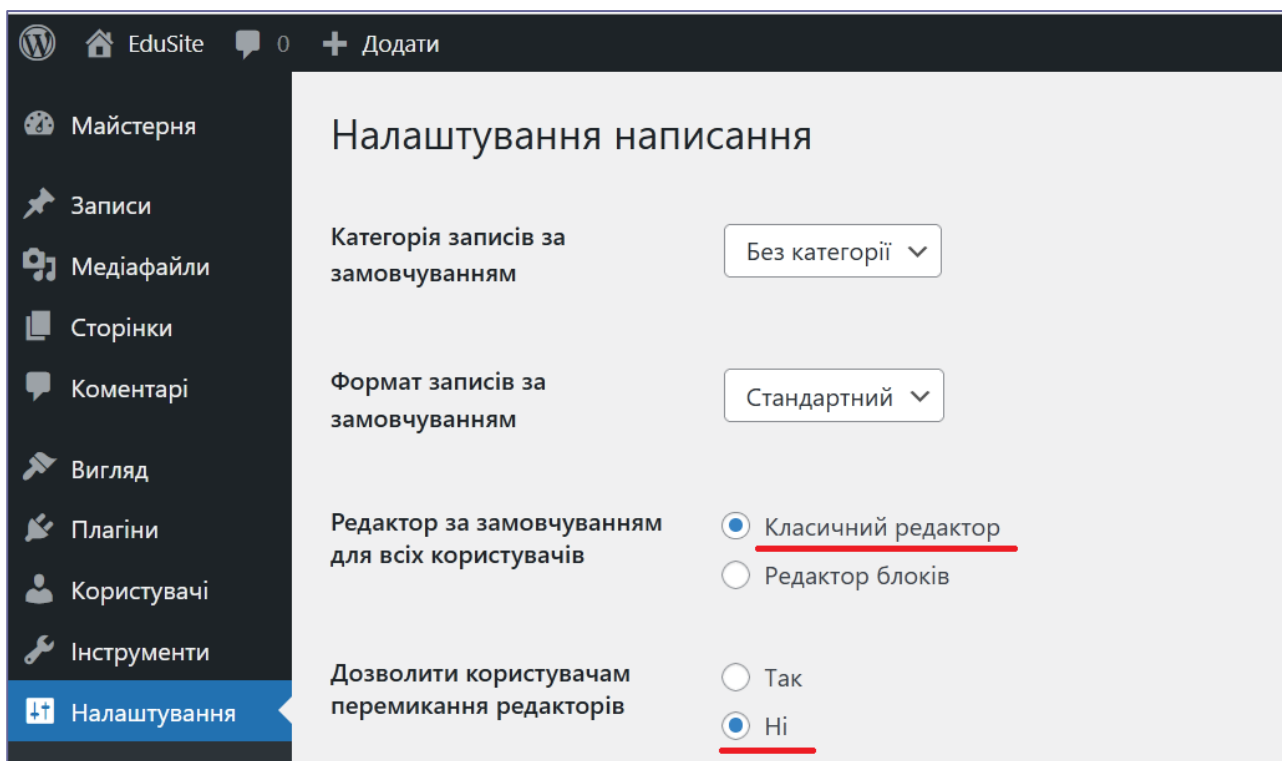 EduSite 0 Додати
Майстерня
Записи
Медіафайли
Сторінки
Коментарі
Вигляд
Плагіни
Користувачі
Інструменти
Налаштування
Налаштування написання
Категорія записів за
замовчуванням
Без категорії
Формат записів за
замовчуванням
Стандартний
Редактор за замовчуванням
для всіх користувачів
Класичний редактор
Редактор блоків
Дозволити користувачам
перемикання редакторів
Так
Ні